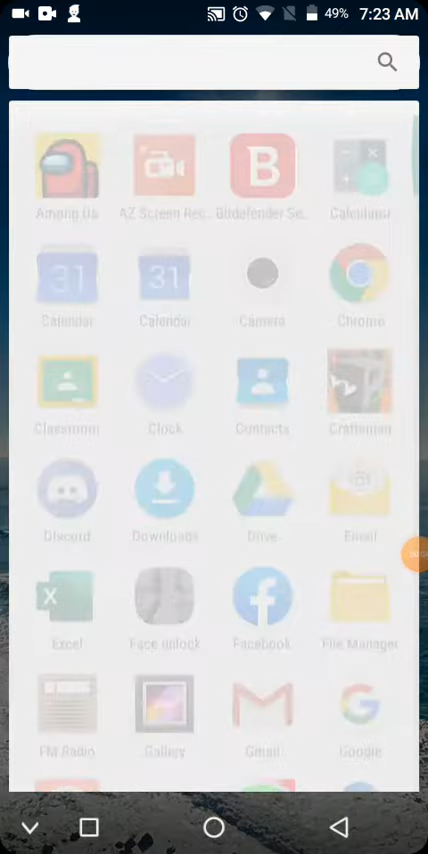 49% 7:23 AM
Among Us AZ Screen Rec.. Bitdefender Se.. Calculator
31 31
Calendar Calendar Camera Chrome
Classroom Clock Contacts Craftsman
Discord Downloads Drive Email
Excel Face unlock Facebook File Manager
FM Radio Gallery Gmail Google